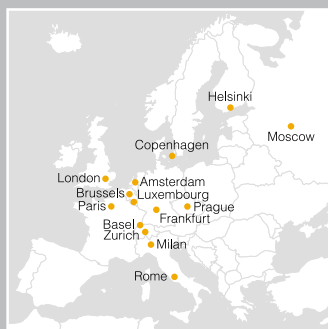 Helsinki
Moscow
Copenhagen
London
Amsterdam
Brussels
Luxembourg
Paris
Prague
Frankfurt
Basel
Zurich
Milan
Rome